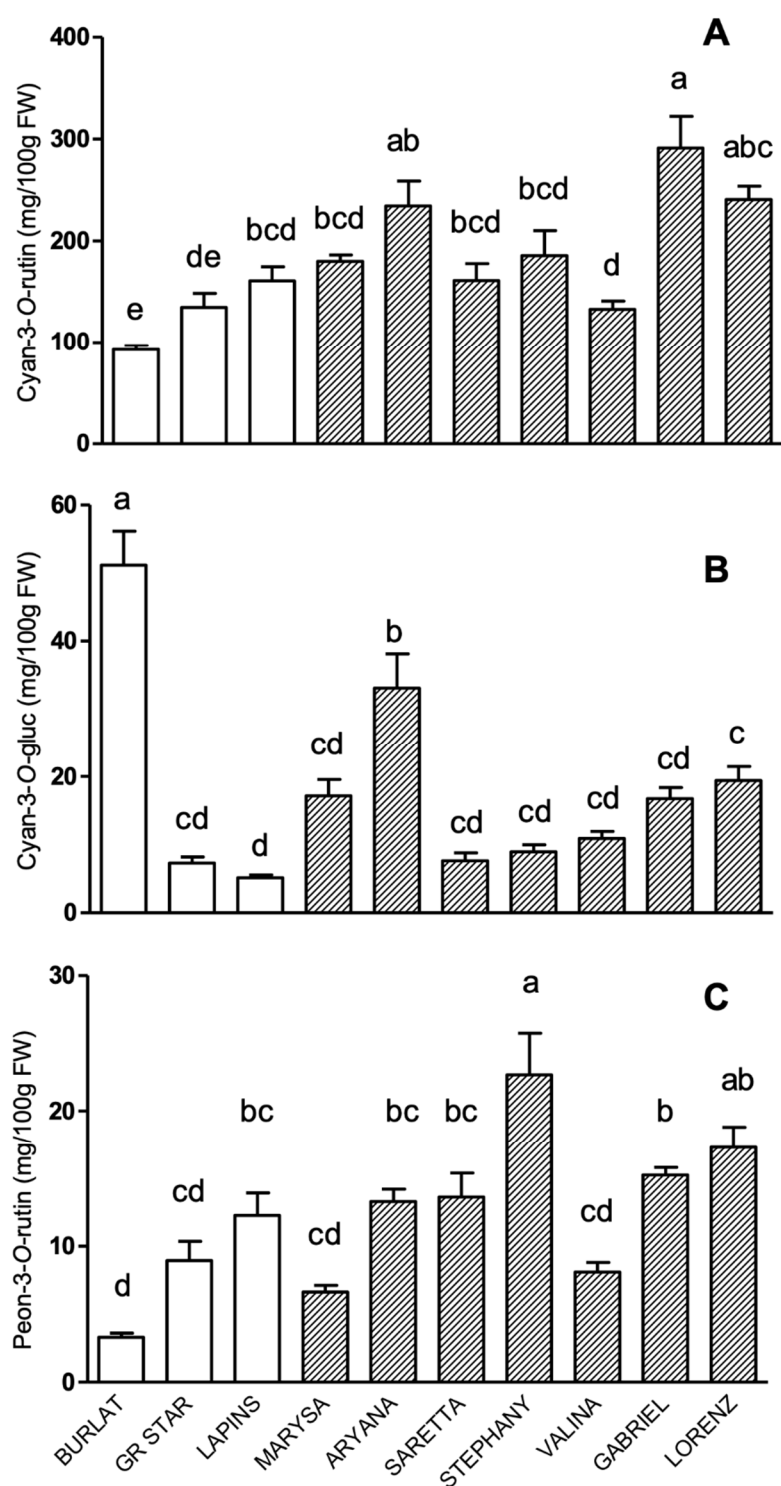 A
Cyan-3-O-rutin (mg/100g FW)
400
300
200
100
0
e
de
bcd
bcd
ab
bcd
bcd
d
a
abc
B
Cyan-3-O-gluc (mg/100g FW)
60
40
20
0
a
cd
d
cd
b
cd
cd
cd
cd
c
C
Peon-3-O-rutin (mg/100g FW)
30
20
10
0
d
cd
bc
cd
bc
bc
a
cd
b
ab
BURLAT
GR STAR
LAPINS
MARYSA
ARYANA
SARETTA
STEPHANY
VALINA
GABRIEL
LORENZ